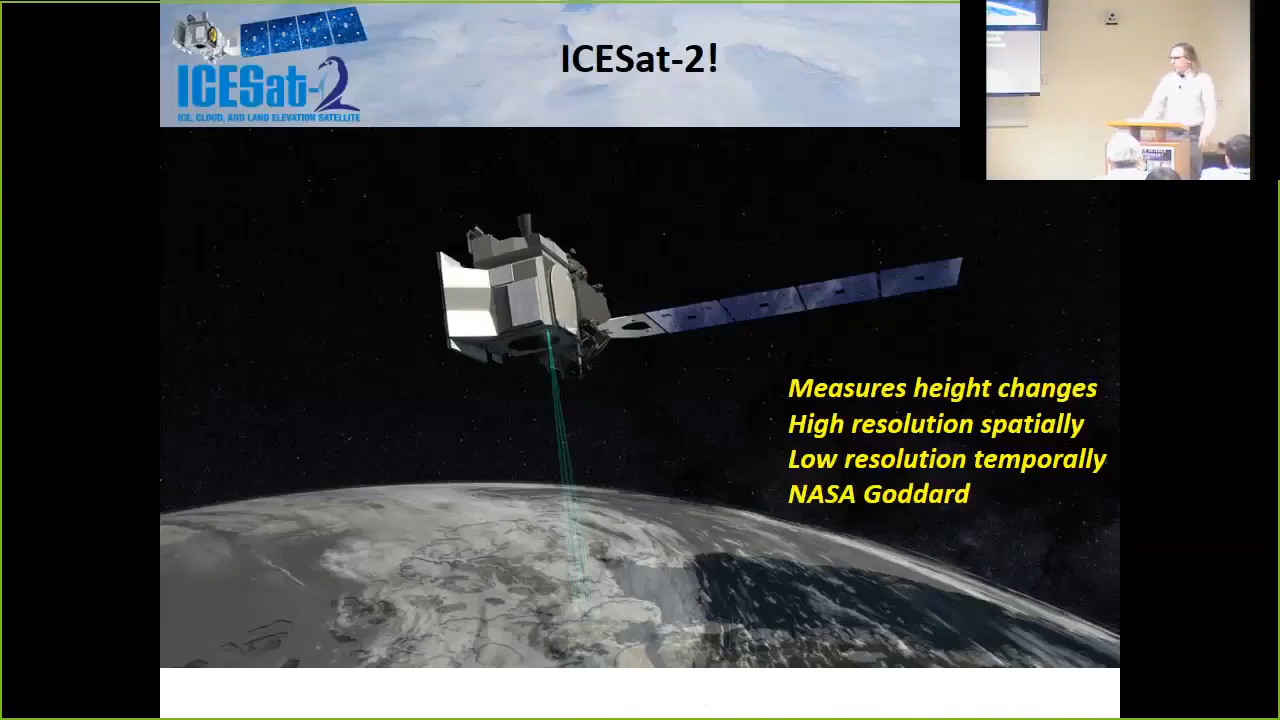 ICESat-2
ICE, CLOUD, AND LAND ELEVATION SATELLITE
ICESat-2!
Measures height changes
High resolution spatially
Low resolution temporally
NASA Goddard